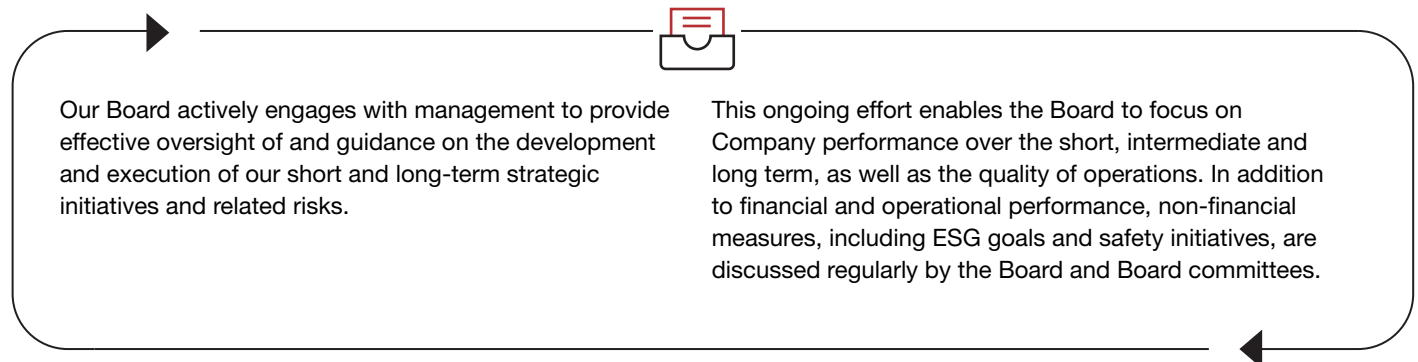 Our Board actively engages with management to provide
effective oversight of and guidance on the development
and execution of our short and long-term strategic
initiatives and related risks.
This ongoing effort enables the Board to focus on
Company performance over the short, intermediate and
long term, as well as the quality of operations. In addition
to financial and operational performance, non-financial
measures, including ESG goals and safety initiatives, are
discussed regularly by the Board and Board committees.